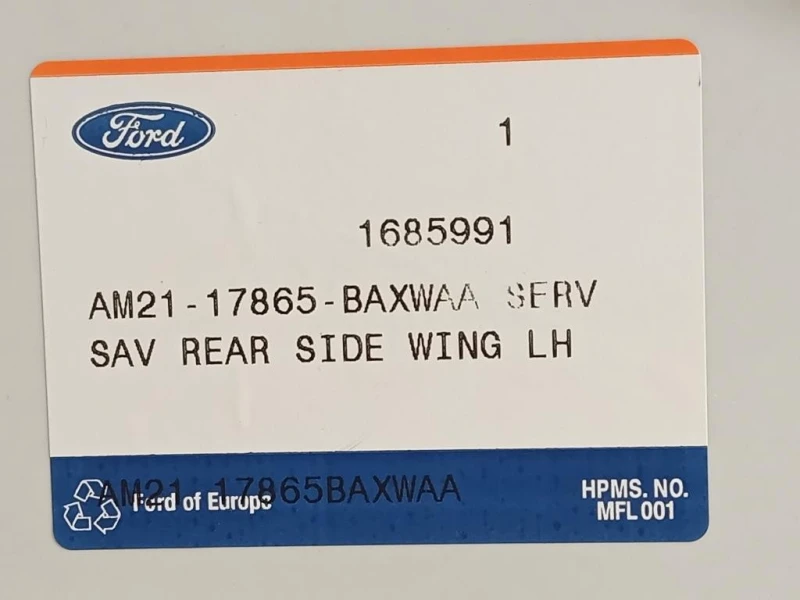 Ford
1
1685991
AM21-17865-BAXWAA SERV
SAV REAR SIDE WING LH
AM21 17865BAXWAA
Ford of Europe
HPMS. NO.
MFL 001